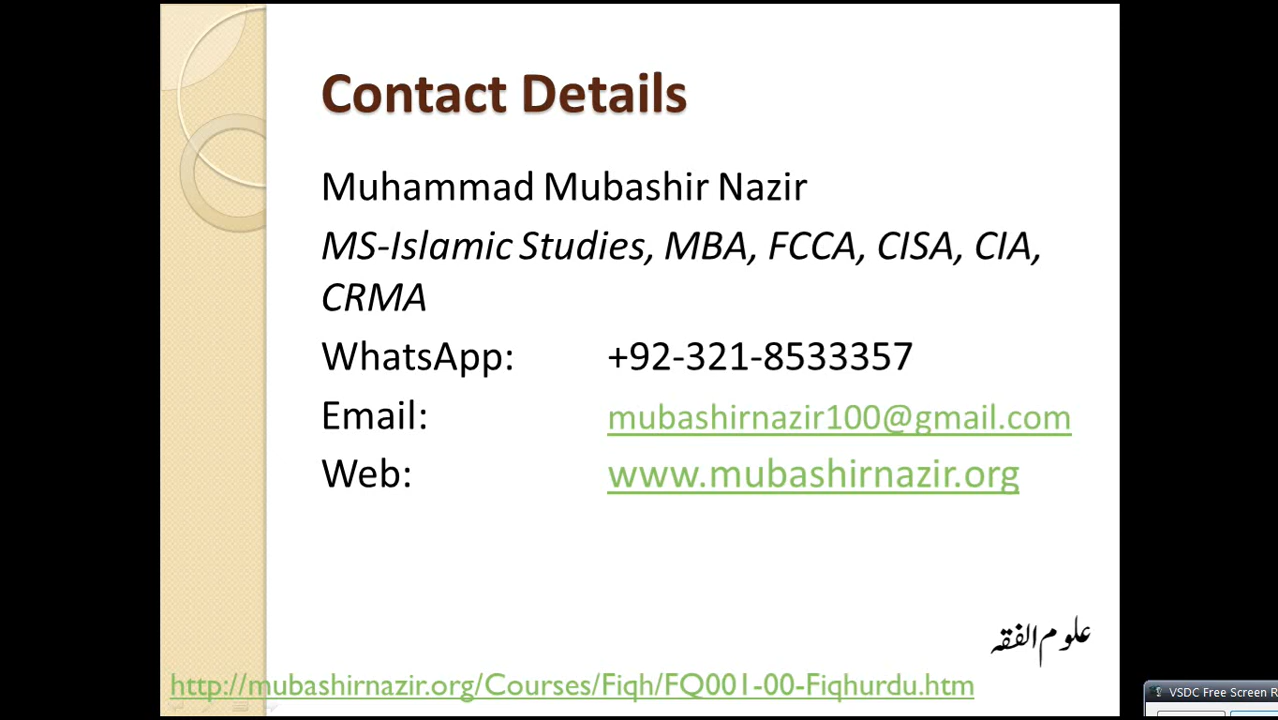 Contact Details
Muhammad Mubashir Nazir
MS-Islamic Studies, MBA, FCCA, CISA, CIA,
CRMA
WhatsApp: +92-321-8533357
Email: mubashirnazir100@gmail.com
Web: www.mubashirnazir.org
علوم الفقہ
http://mubashirnazir.org/Courses/Fiqh/FQ001-00-Fiqhurdu.htm
VSDC Free Screen R